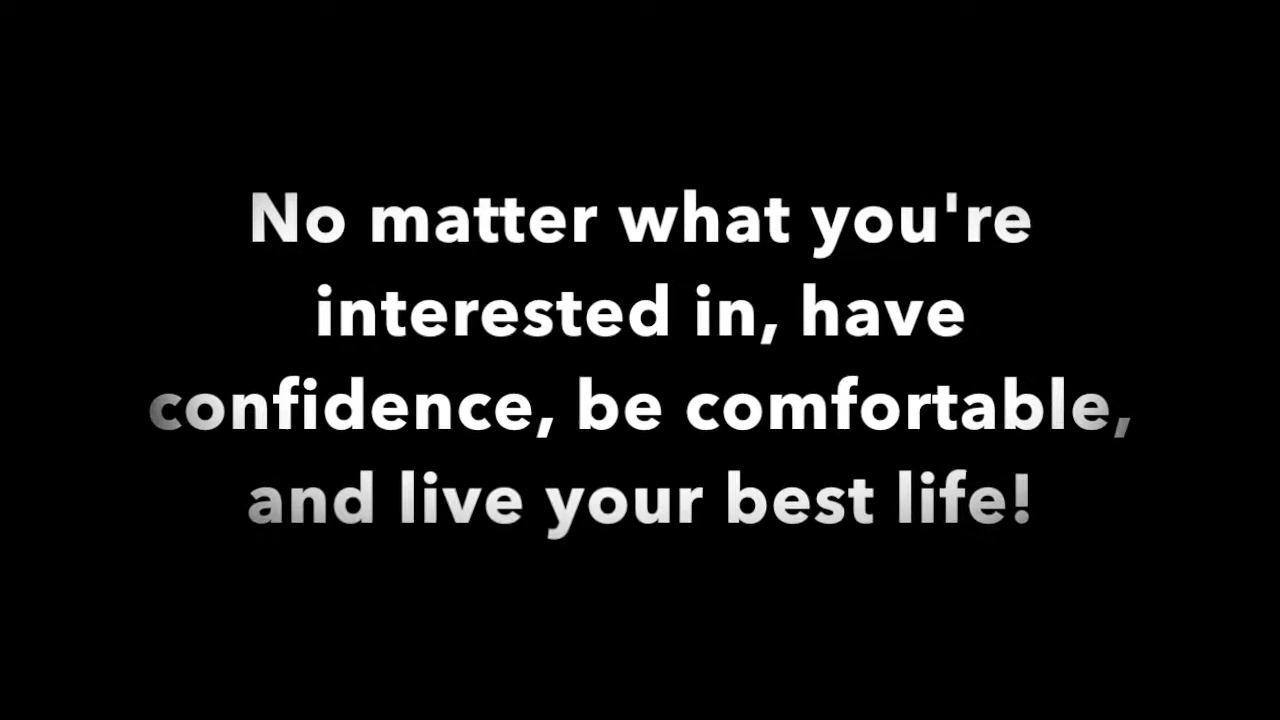 No matter what you're
interested in, have
confidence, be comfortable,
and live your best life!